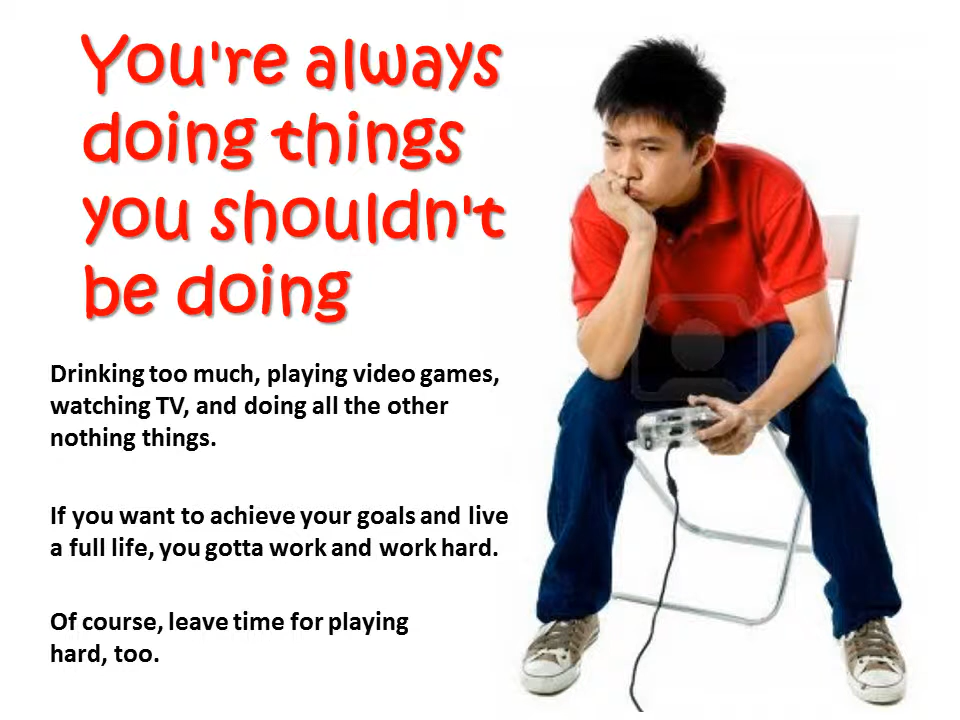 You're always
doing things
you shouldn't
be doing
Drinking too much, playing video games,
watching TV, and doing all the other
nothing things.
If you want to achieve your goals and live
a full life, you gotta work and work hard.
Of course, leave time for playing
hard, too.